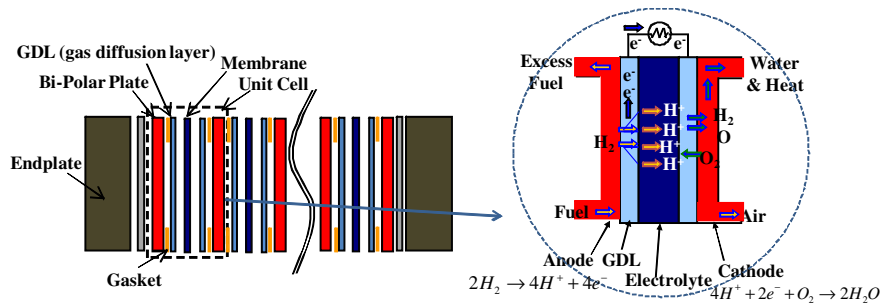 GDL (gas diffusion layer)
Bi-Polar Plate
Membrane
Unit Cell
Endplate
Gasket
e-
e-
Excess
Fuel
Water
& Heat
e-
e-
H+
H+
H+
H+
H2
H2
O
O2
Fuel
Air
Anode
GDL
Electrolyte
Cathode
2H2 → 4H+ + 4e-
4H+ + 2e- + O2 → 2H2O